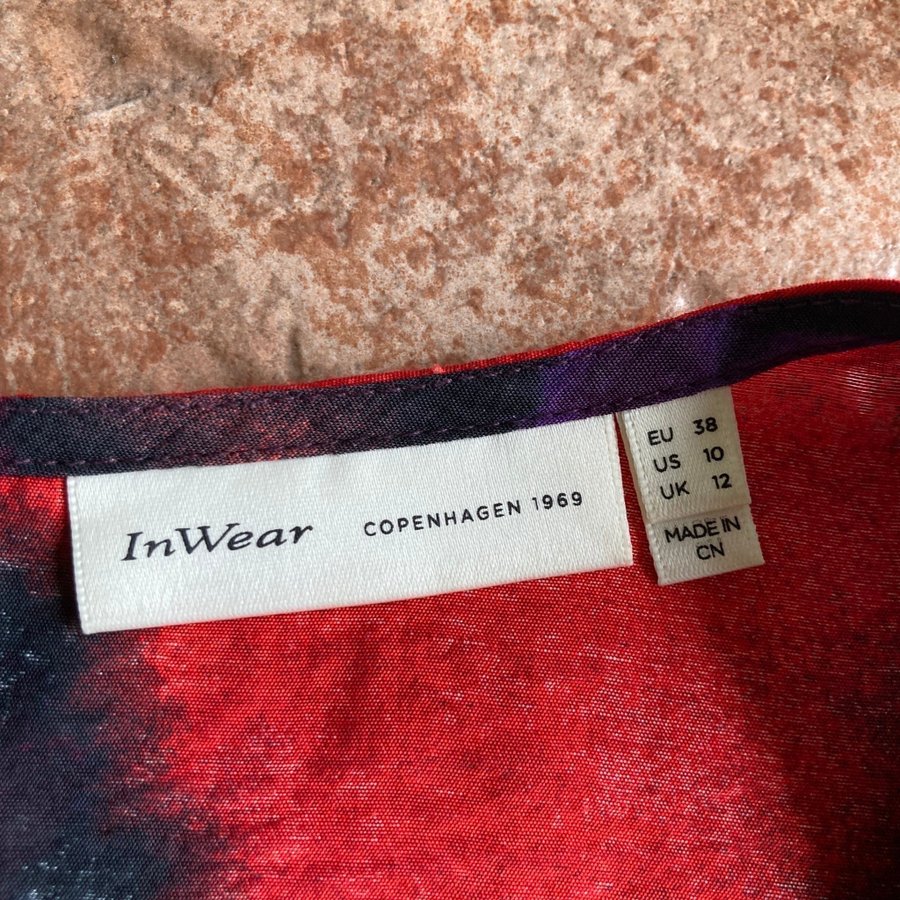 InWear COPENHAGEN 1969
EU 38
US 10
UK 12
MADE IN
CN